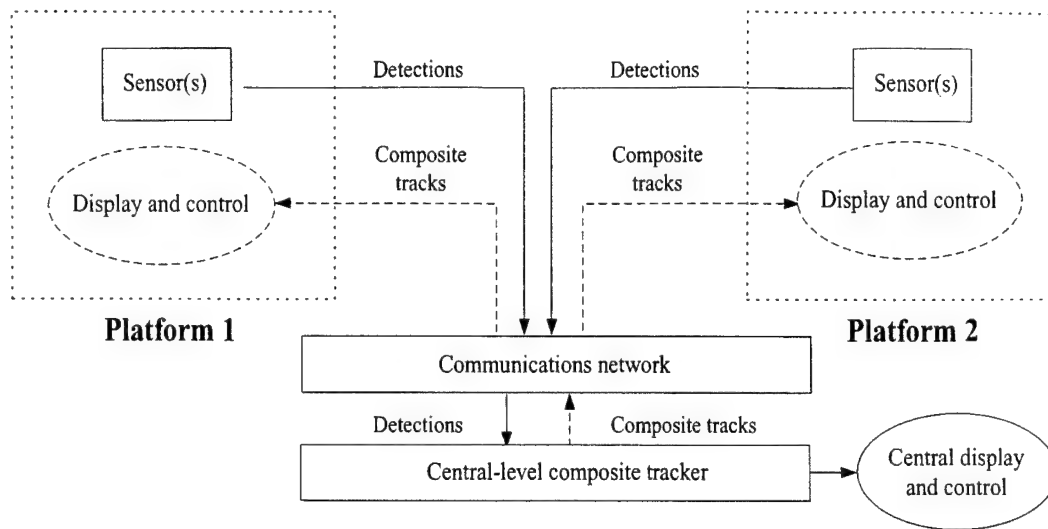 Sensor(s)
Detections
Detections
Sensor(s)
Composite
tracks
Composite
tracks
Display and control
Display and control
Platform 1
Platform 2
Communications network
Detections
Composite tracks
Central-level composite tracker
Central display
and control